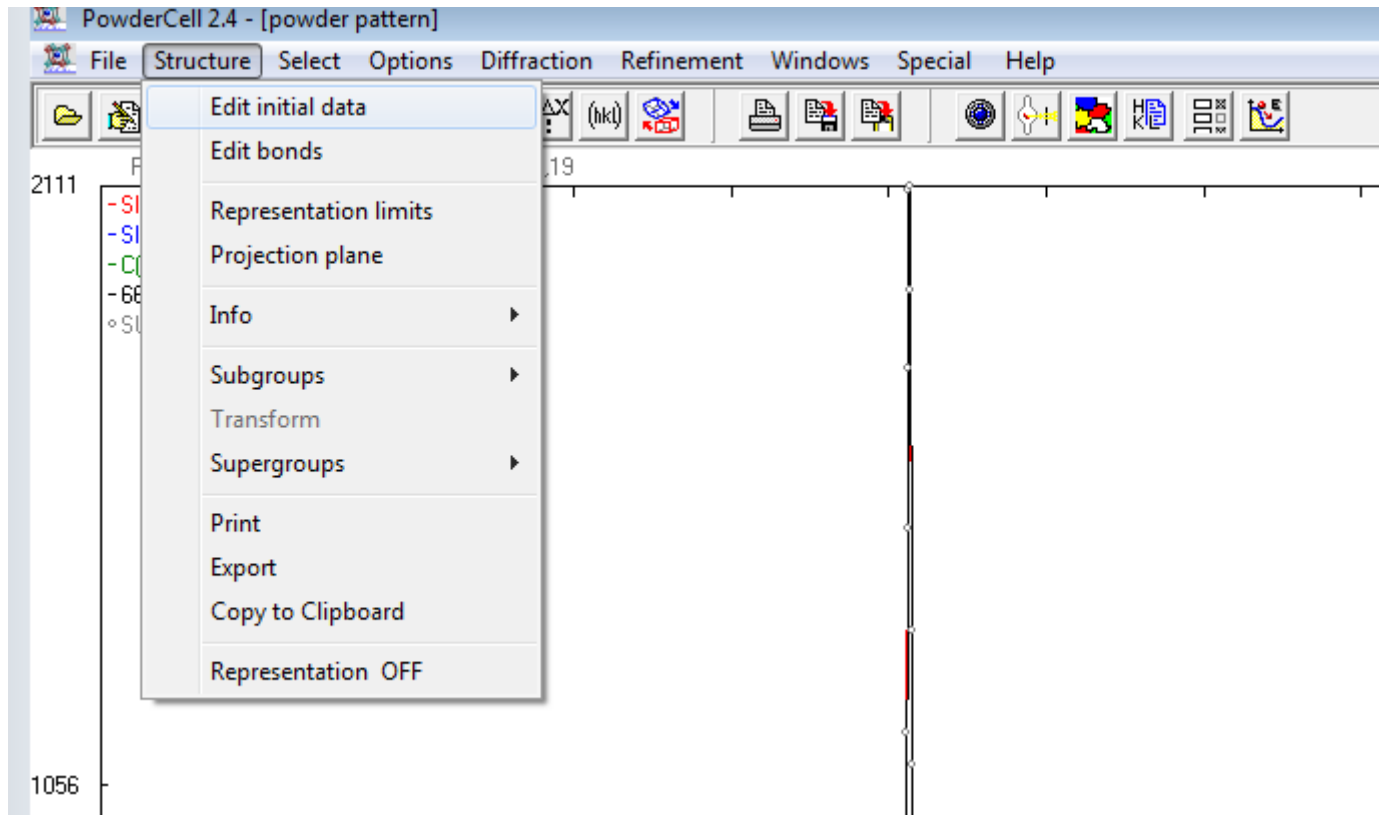 PowderCell 2.4 - [powder pattern]
File Structure Select Options Diffraction Refinement Windows Special Help
(hkl)
,19
2111
Edit initial data
Edit bonds
Representation limits
Projection plane
Info
Subgroups
Transform
Supergroups
Print
Export
Copy to Clipboard
Representation OFF
1056